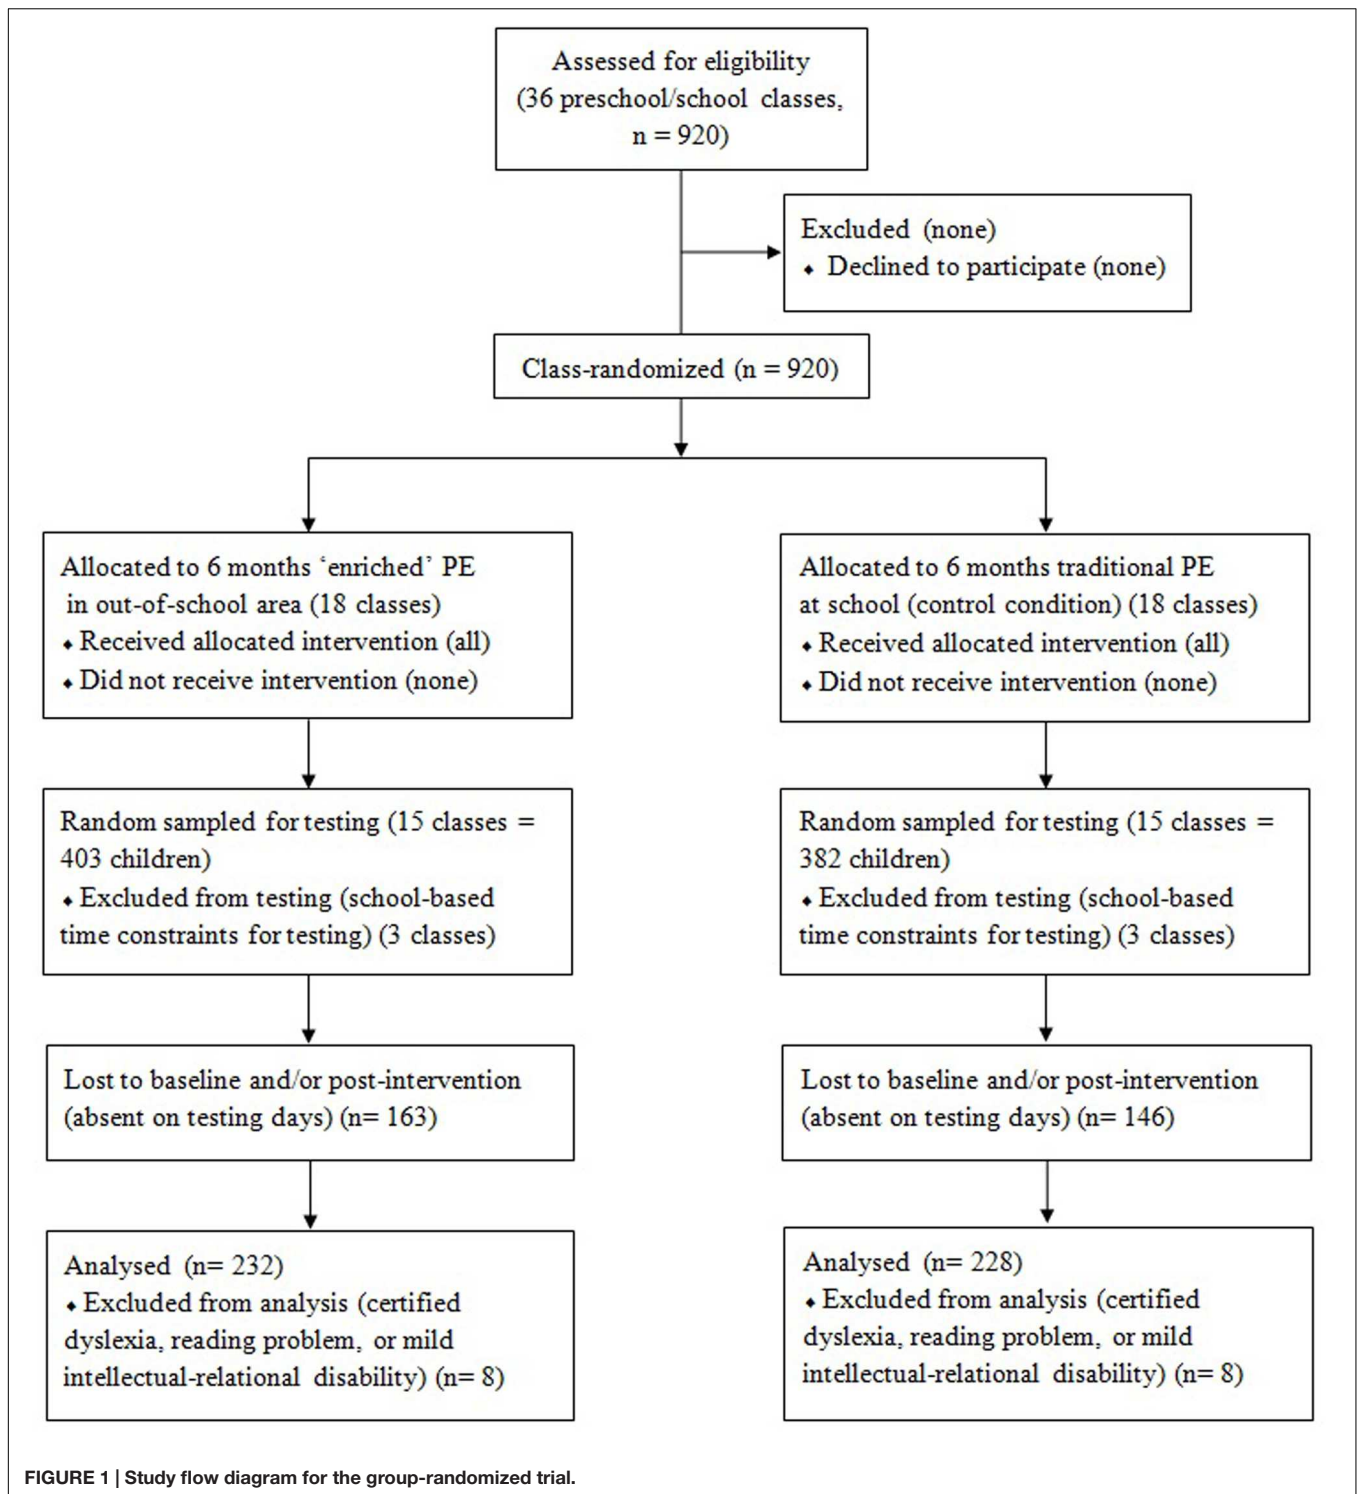 Assessed for eligibility
(36 preschool/school classes,
n = 920)
Excluded (none)
⬥ Declined to participate (none)
Class-randomized (n = 920)
Allocated to 6 months ‘enriched’ PE
in out-of-school area (18 classes)
⬥ Received allocated intervention (all)
⬥ Did not receive intervention (none)
Allocated to 6 months traditional PE
at school (control condition) (18 classes)
⬥ Received allocated intervention (all)
⬥ Did not receive intervention (none)
Random sampled for testing (15 classes =
403 children)
⬥ Excluded from testing (school-based
time constraints for testing) (3 classes)
Random sampled for testing (15 classes =
382 children)
⬥ Excluded from testing (school-based
time constraints for testing) (3 classes)
Lost to baseline and/or post-intervention
(absent on testing days) (n= 163)
Lost to baseline and/or post-intervention
(absent on testing days) (n= 146)
Analysed (n= 232)
⬥ Excluded from analysis (certified
dyslexia, reading problem, or mild
intellectual-relational disability) (n= 8)
Analysed (n= 228)
⬥ Excluded from analysis (certified
dyslexia, reading problem, or mild
intellectual-relational disability) (n= 8)
FIGURE 1 | Study flow diagram for the group-randomized trial.